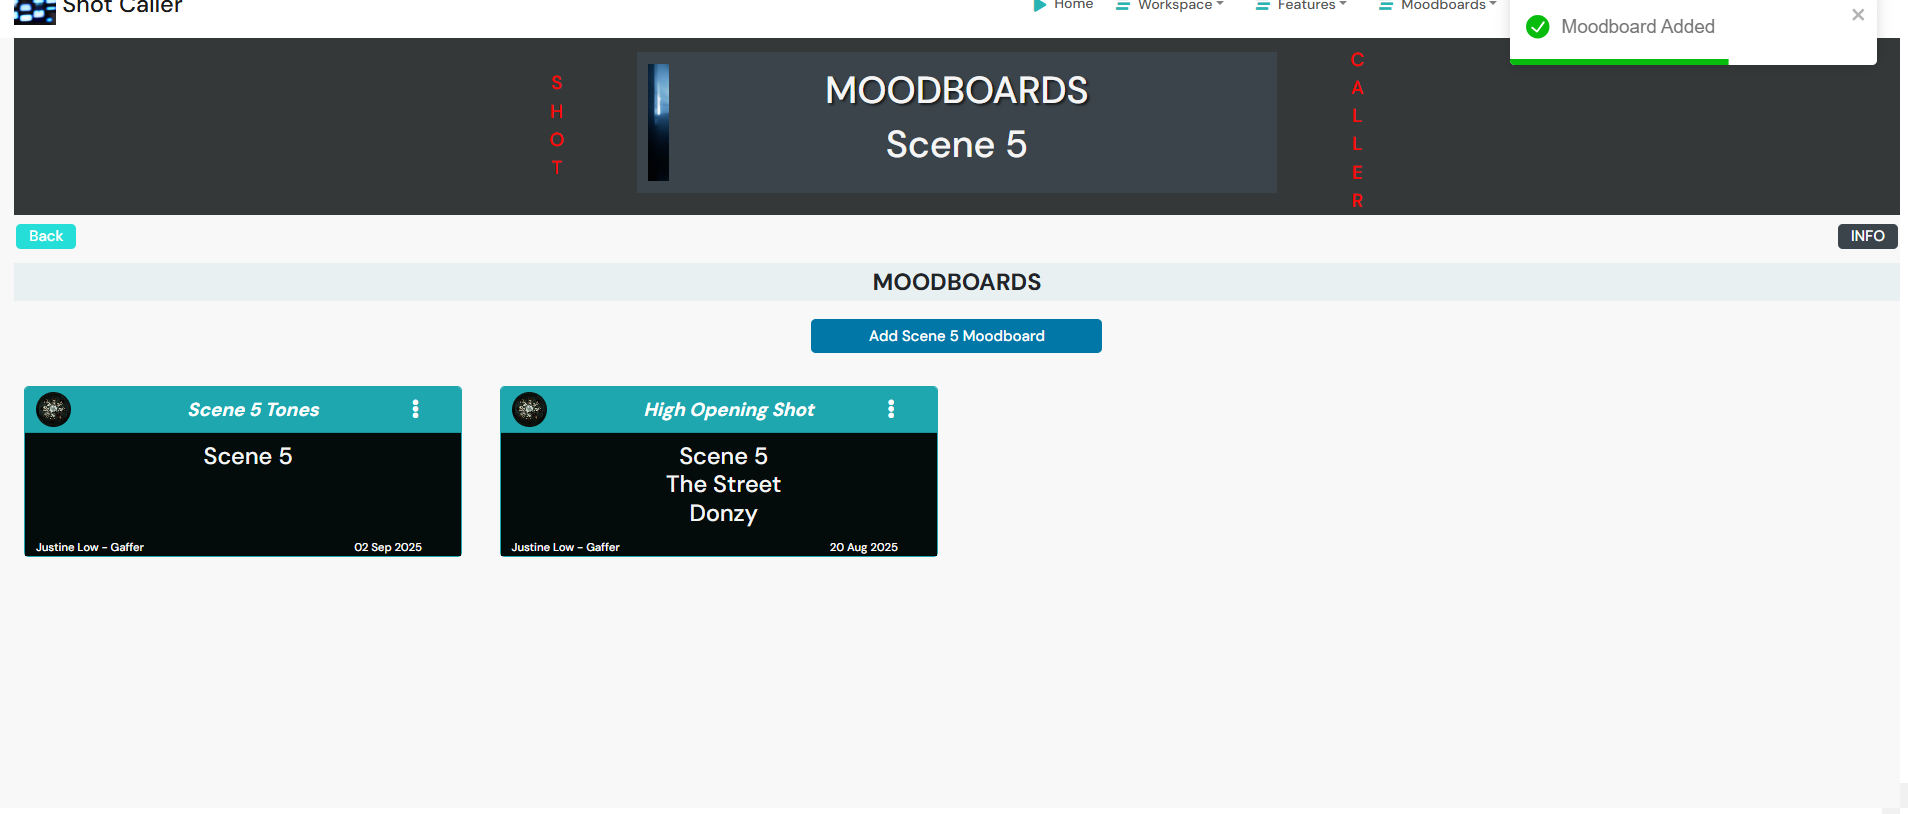 Shot Caller
Home
Workspace
Features
Moodboards
Moodboard Added
SHOT
MOODBOARDS
Scene 5
CALLER
Back
INFO
MOODBOARDS
Add Scene 5 Moodboard
Scene 5 Tones
Scene 5
Justine Low - Gaffer
02 Sep 2025
High Opening Shot
Scene 5
The Street
Donzy
Justine Low - Gaffer
20 Aug 2025